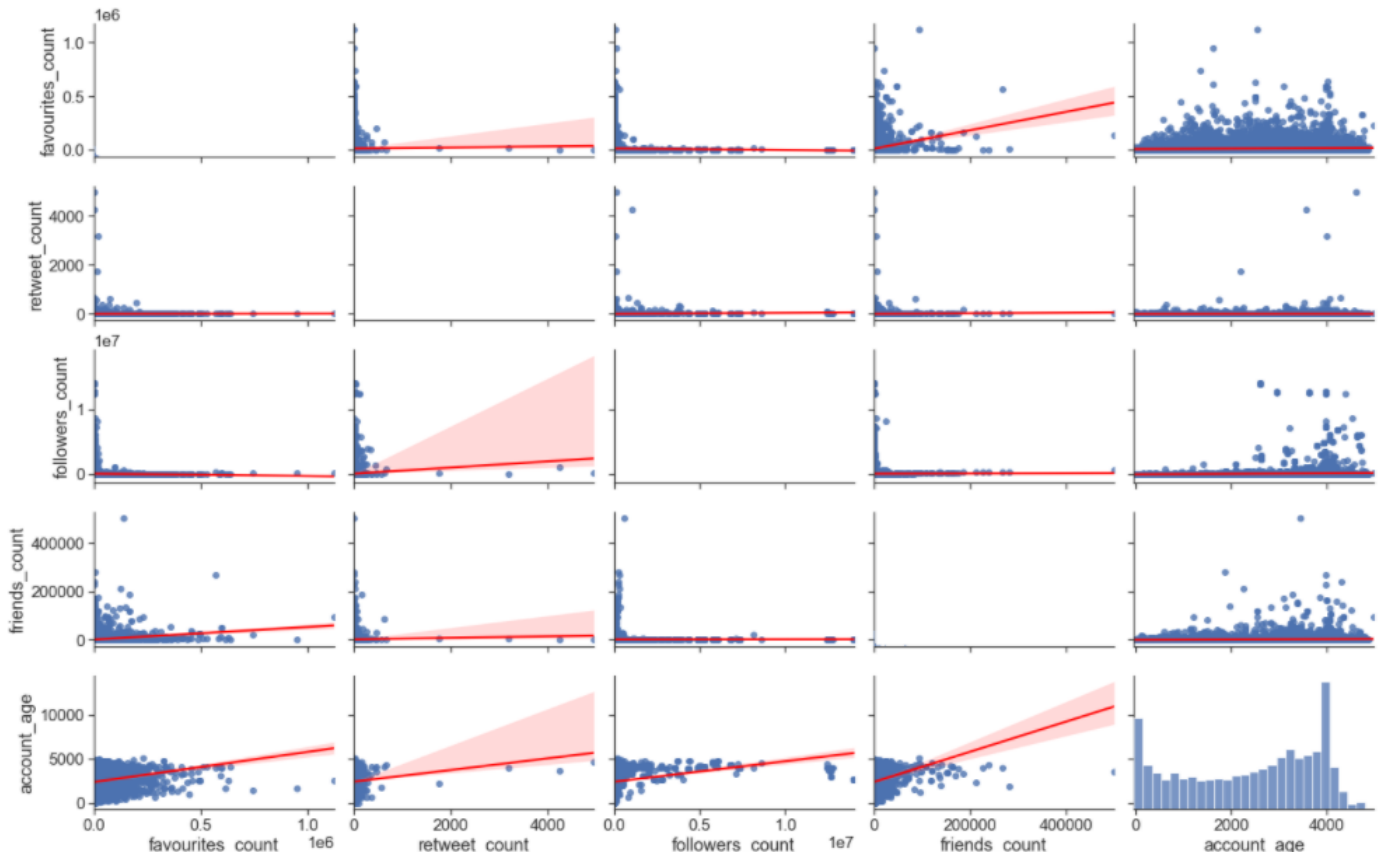 1e6
favourites_count
1.0
0.5
0.0
retweet_count
4000
2000
0
1e7
followers_count
1
0
friends_count
400000
200000
0
account_age
10000
5000
0
0.0 0.5 1.0 0 2000 4000 0.0 0.5 1.0 0 200000 400000 0 2000 4000
1e6 1e7
favourites_count retweet_count followers_count friends_count account_age